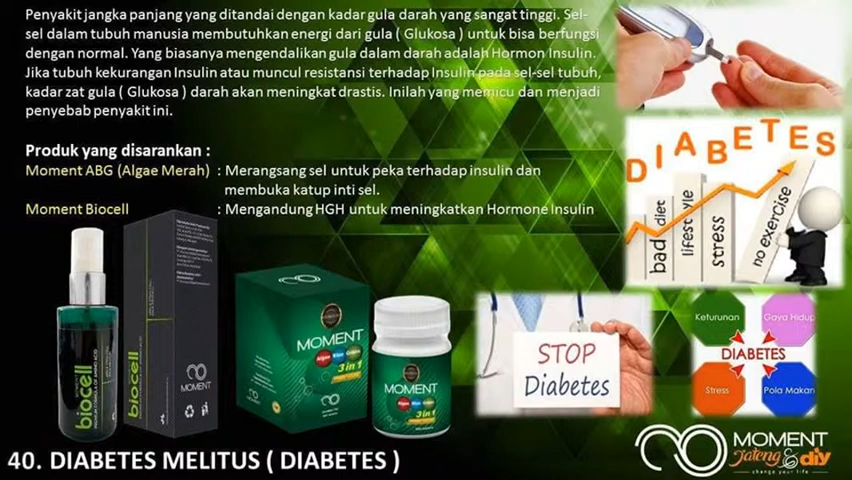 Penyakit jangka panjang yang ditandai dengan kadar gula darah yang sangat tinggi. Sel-
sel dalam tubuh manusia membutuhkan energi dari gula ( Glukosa ) untuk bisa berfungsi
dengan normal. Yang biasanya mengendalikan gula dalam darah adalah Hormon Insulin.
Jika tubuh kekurangan Insulin atau muncul resistansi terhadap Insulin pada sel-sel tubuh,
kadar zat gula ( Glukosa ) darah akan meningkat drastis. Inilah yang memicu dan menjadi
penyebab penyakit ini.
Produk yang disarankan :
Moment ABG (Algae Merah) : Merangsang sel untuk peka terhadap insulin dan
membuka katup inti sel.
Moment Biocell : Mengandung HGH untuk meningkatkan Hormone Insulin
DIABETES
bad diet
lifestyle
stress
no exercise
biocell
biocell
MOMENT
MOMENT
3 in 1
MOMENT
3 in 1
STOP
Diabetes
Keturunan
Gaya Hidup
DIABETES
Stress
Pola Makan
40. DIABETES MELITUS ( DIABETES )
MOMENT
Jateng & diy
change your life